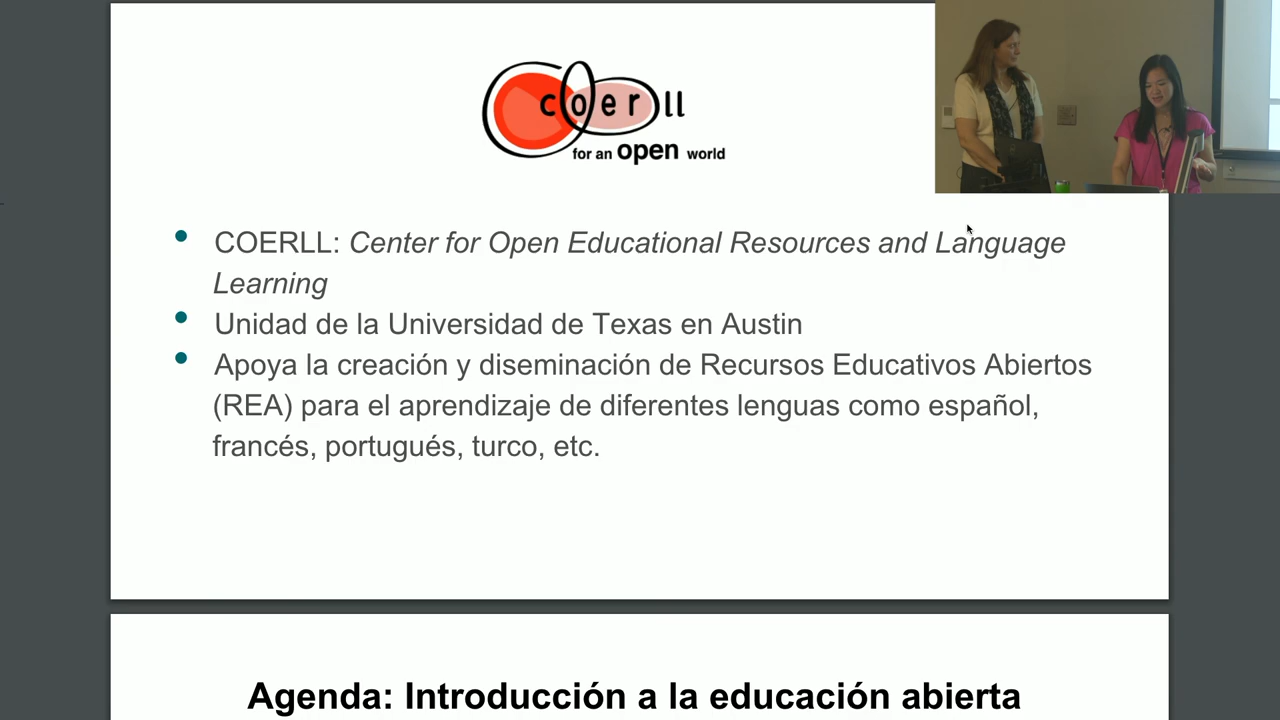 coerll
for an open world
• COERLL: Center for Open Educational Resources and Language
Learning
• Unidad de la Universidad de Texas en Austin
• Apoya la creación y diseminación de Recursos Educativos Abiertos
(REA) para el aprendizaje de diferentes lenguas como español,
francés, portugués, turco, etc.
Agenda: Introducción a la educación abierta